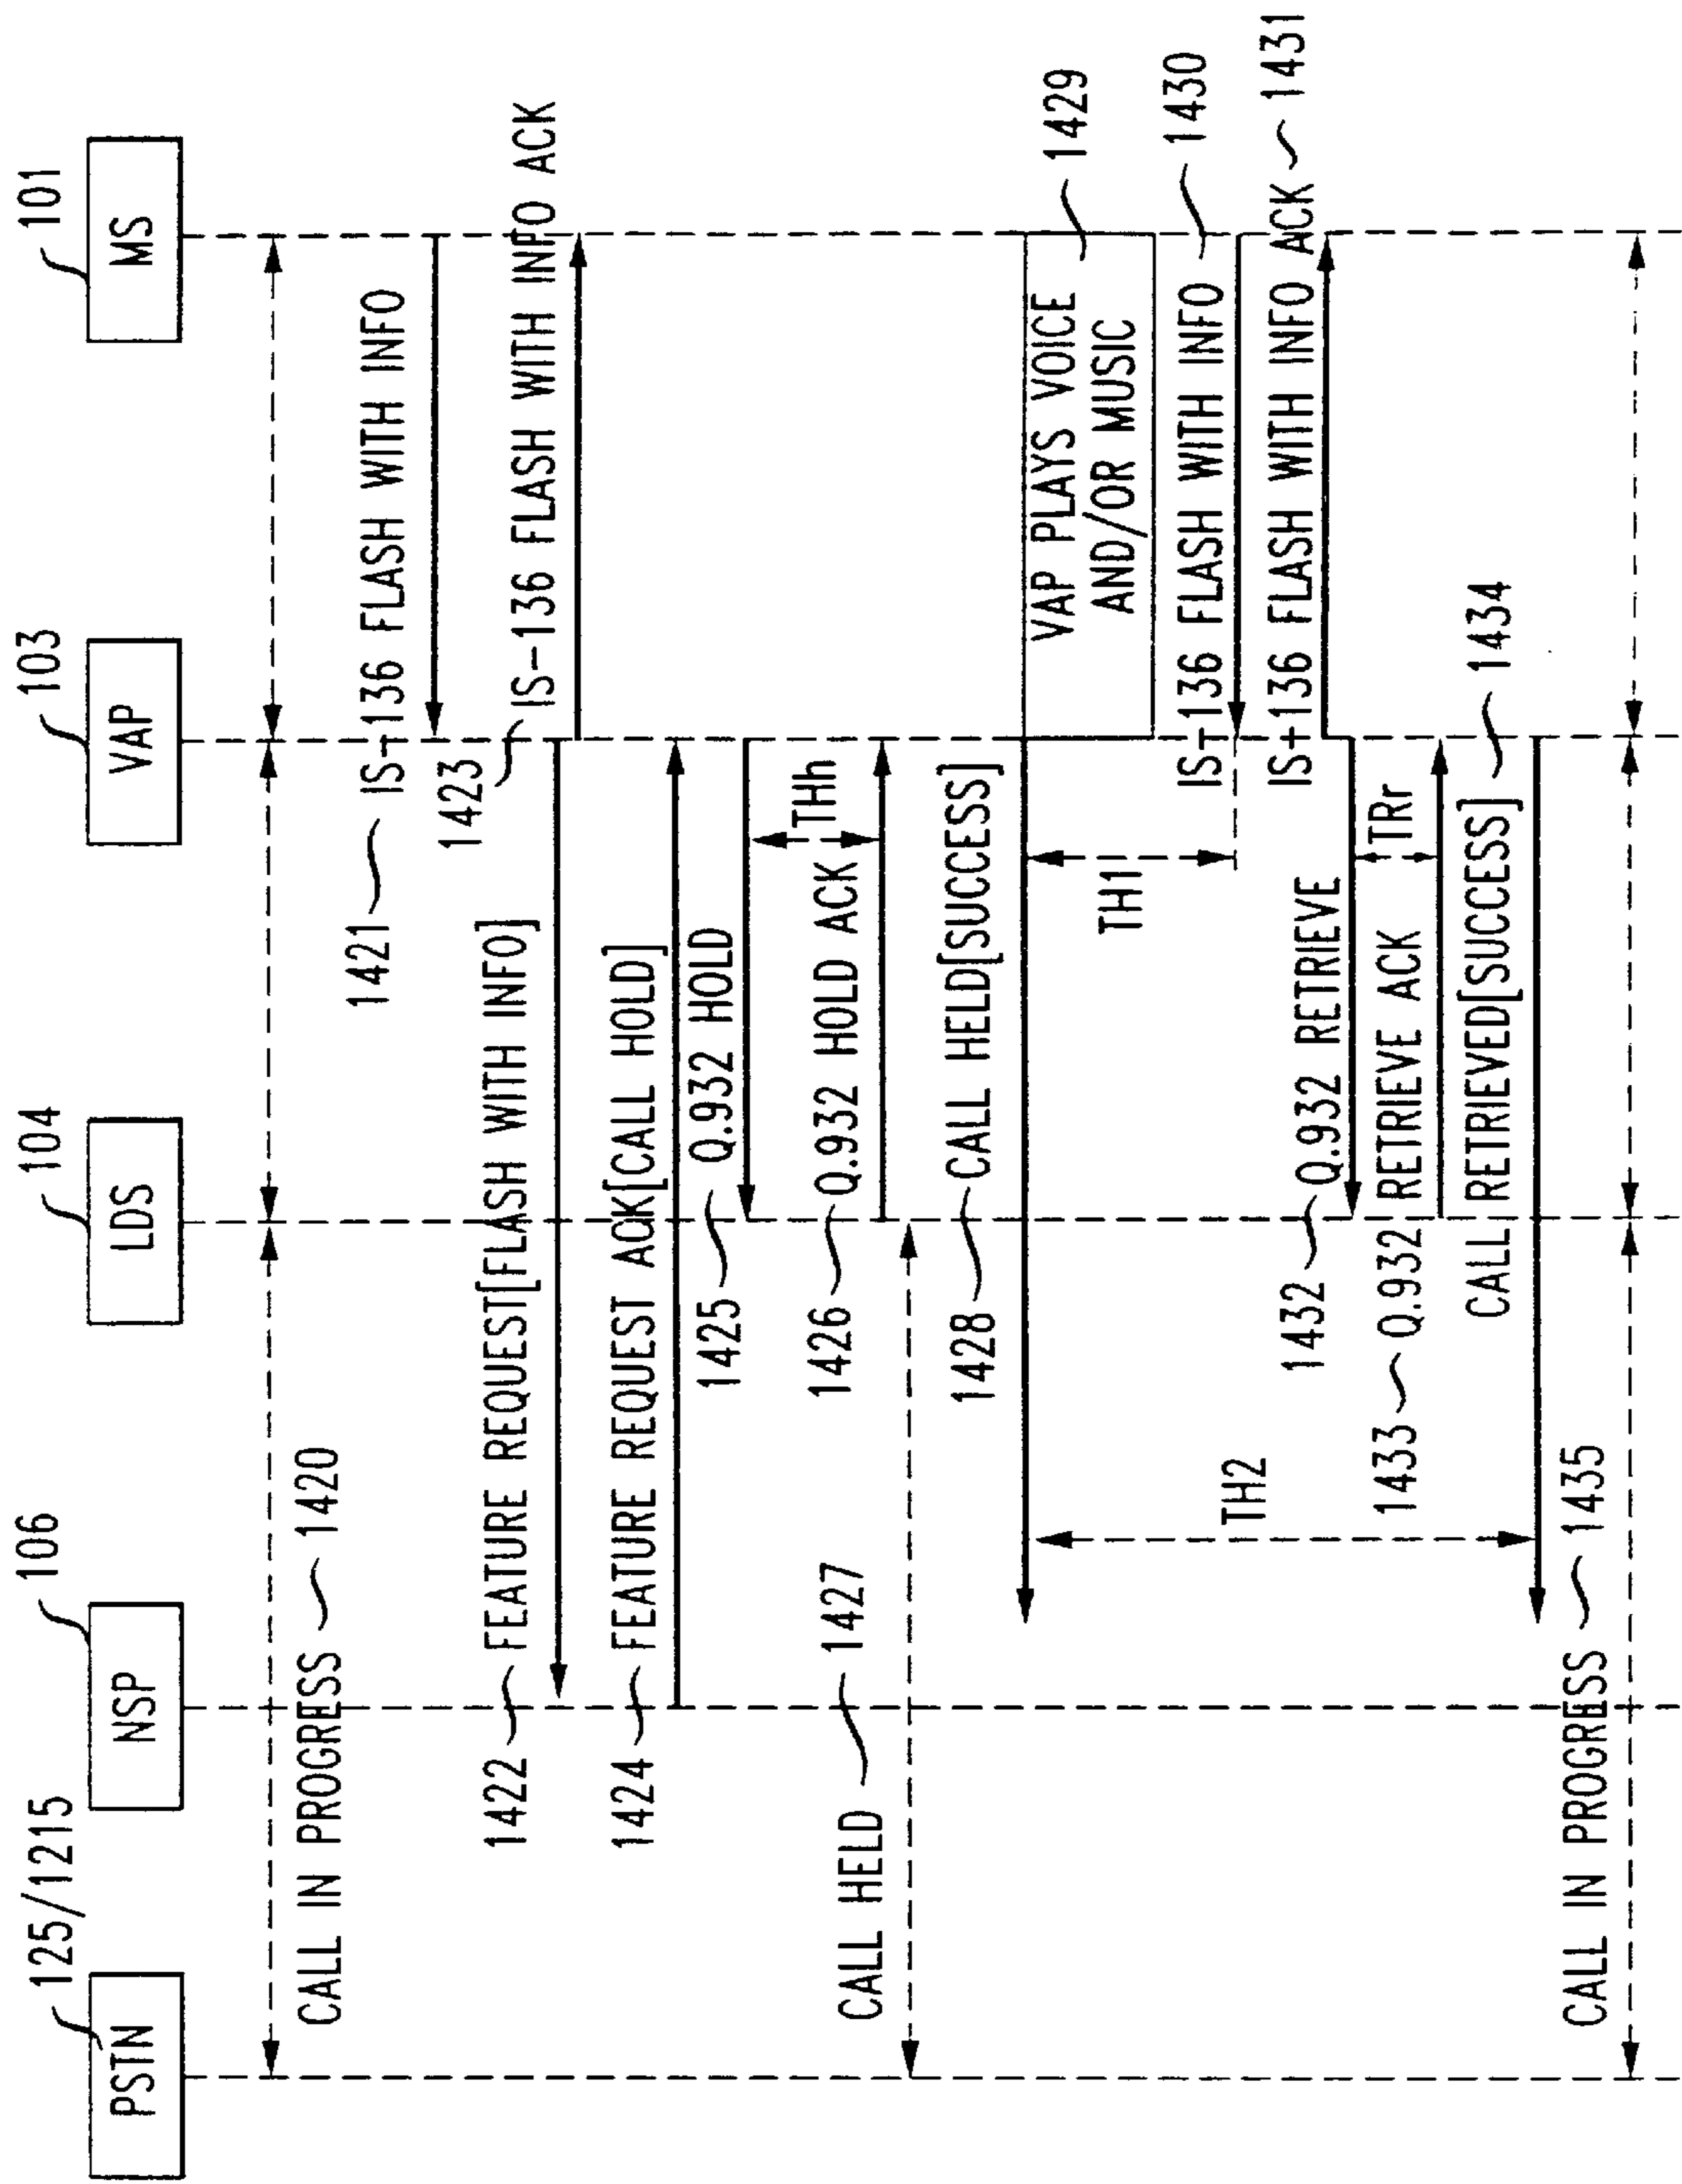 125/1215
106
104
103
101
PSTN
NSP
LDS
VAP
MS
CALL IN PROGRESS 1420
1421 IS-136 FLASH WITH INFO
1422 FEATURE REQUEST[FLASH WITH INFO]
1423 IS-136 FLASH WITH INFO ACK
1424 FEATURE REQUEST ACK[CALL HOLD]
1425 Q.932 HOLD
THh
1426 Q.932 HOLD ACK
CALL HELD 1427
1428 CALL HELD[SUCCESS]
VAP PLAYS VOICE
AND/OR MUSIC
1429
TH1
IS-136 FLASH WITH INFO 1430
TH2
IS-136 FLASH WITH INFO ACK 1431
1432 Q.932 RETRIEVE
TRr
1433 Q.932 RETRIEVE ACK
CALL RETRIEVED[SUCCESS] 1434
CALL IN PROGRESS 1435